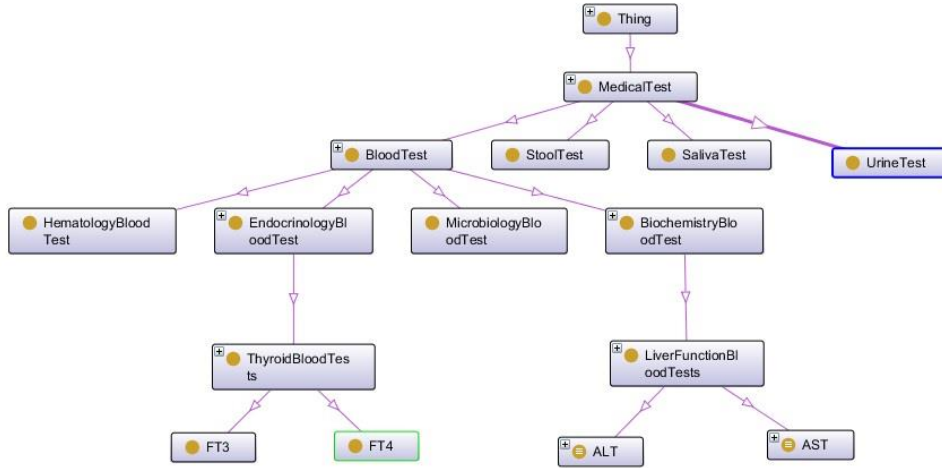 Thing
MedicalTest
BloodTest
StoolTest
SalivaTest
UrineTest
HematologyBlood
Test
EndocrinologyBl
oodTest
MicrobiologyBlo
odTest
BiochemistryBlo
odTest
ThyroidBloodTes
ts
LiverFunctionBl
oodTests
FT3
FT4
ALT
AST